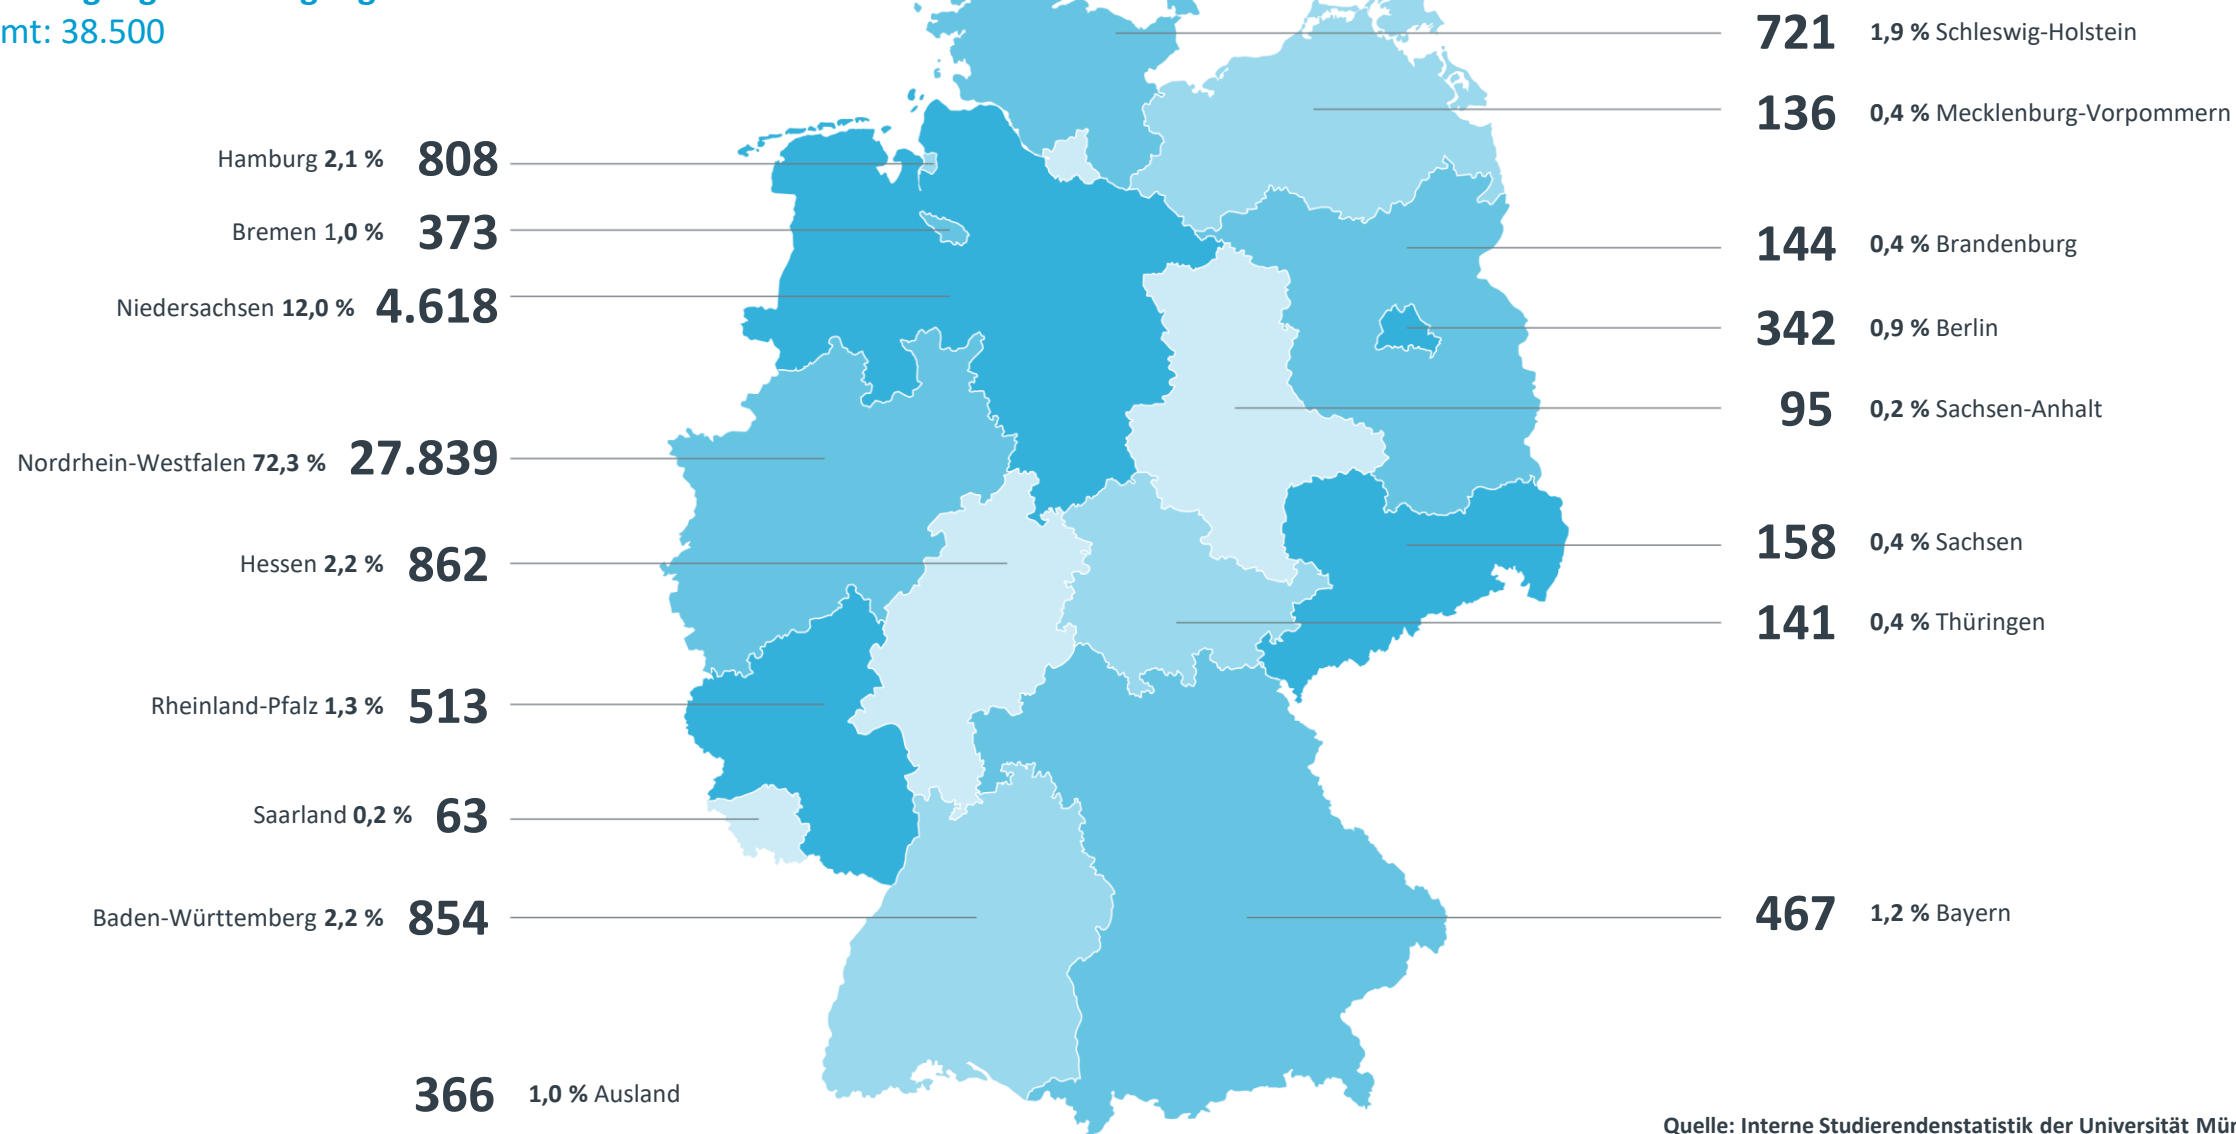 mt: 38.500
Hamburg 2,1 % 808
Bremen 1,0 % 373
Niedersachsen 12,0 % 4.618
Nordrhein-Westfalen 72,3 % 27.839
Hessen 2,2 % 862
Rheinland-Pfalz 1,3 % 513
Saarland 0,2 % 63
Baden-Württemberg 2,2 % 854
366 1,0 % Ausland
721 1,9 % Schleswig-Holstein
136 0,4 % Mecklenburg-Vorpommern
144 0,4 % Brandenburg
342 0,9 % Berlin
95 0,2 % Sachsen-Anhalt
158 0,4 % Sachsen
141 0,4 % Thüringen
467 1,2 % Bayern
Quelle: Interne Studierendenstatistik der Universität Mün